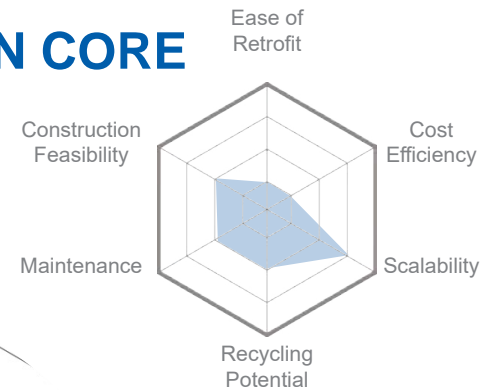 Ease of
Retrofit
N CORE
Construction
Feasibility
Cost
Efficiency
Maintenance
Scalability
Recycling
Potential